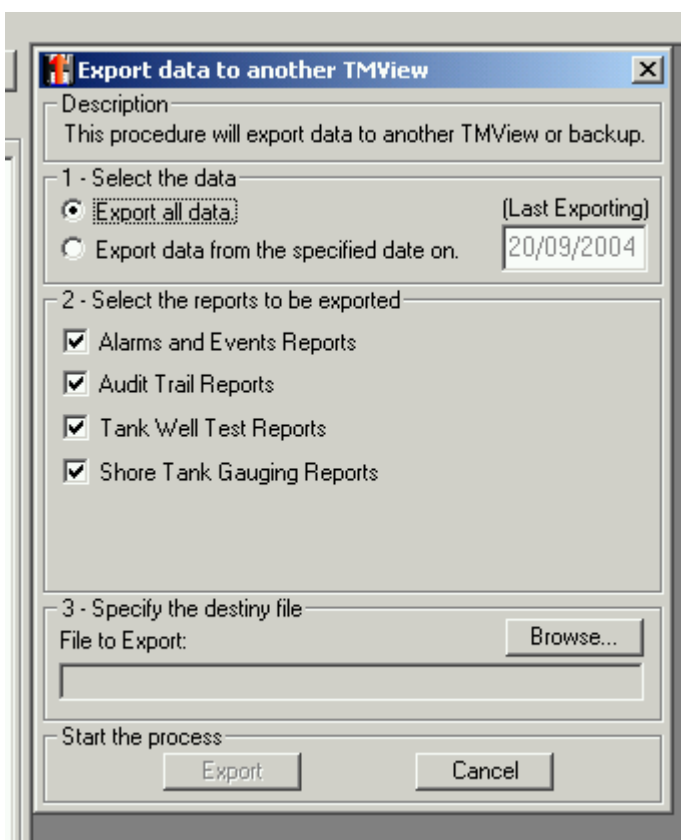 Export data to another TMView
Description
This procedure will export data to another TMView or backup.
1 - Select the data
Export all data. (Last Exporting)
Export data from the specified date on. 20/09/2004
2 - Select the reports to be exported
Alarms and Events Reports
Audit Trail Reports
Tank Well Test Reports
Shore Tank Gauging Reports
3 - Specify the destiny file
File to Export: Browse...
Start the process
Export Cancel